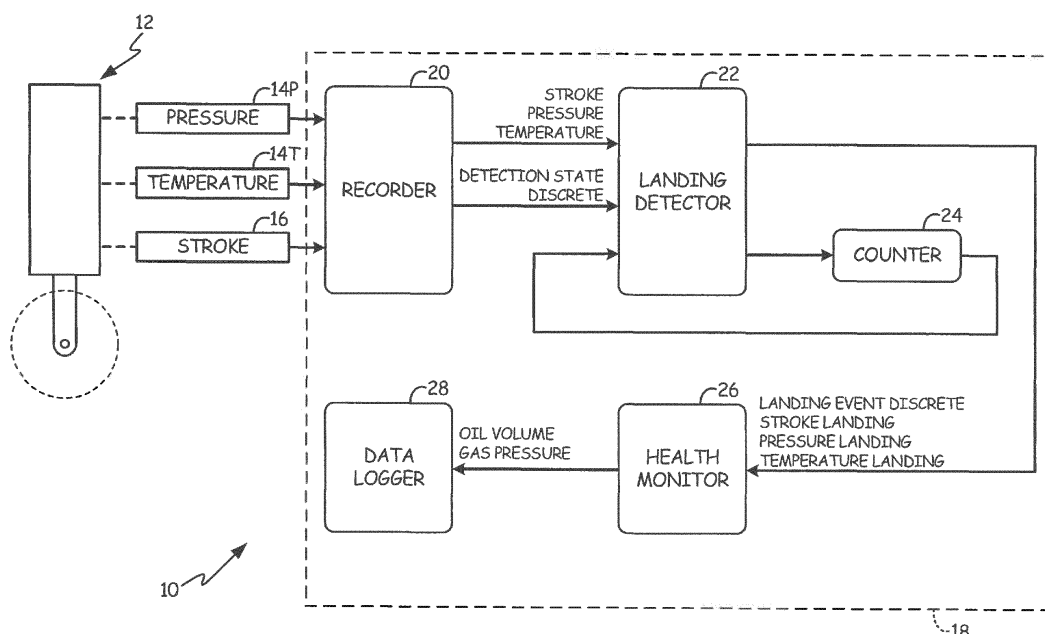 12
14P
PRESSURE
14T
TEMPERATURE
16
STROKE
20
RECORDER
STROKE
PRESSURE
TEMPERATURE
DETECTION STATE
DISCRETE
22
LANDING
DETECTOR
24
COUNTER
28
DATA
LOGGER
OIL VOLUME
GAS PRESSURE
26
HEALTH
MONITOR
LANDING EVENT DISCRETE
STROKE LANDING
PRESSURE LANDING
TEMPERATURE LANDING
10
18